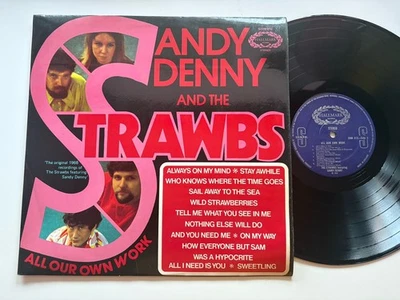 HALLMARK
SANDY
DENNY
AND THE
STRAWBS
'The original 1968
recordings of
The Strawbs featuring
Sandy Denny'
ALWAYS ON MY MIND ★ STAY AWHILE
WHO KNOWS WHERE THE TIME GOES
SAIL AWAY TO THE SEA
WILD STRAWBERRIES
TELL ME WHAT YOU SEE IN ME
NOTHING ELSE WILL DO
AND YOU NEED ME ★ ON MY WAY
HOW EVERYONE BUT SAM
WAS A HYPOCRITE
ALL I NEED IS YOU ★ SWEETLING
ALL OUR OWN WORK
HALLMARK